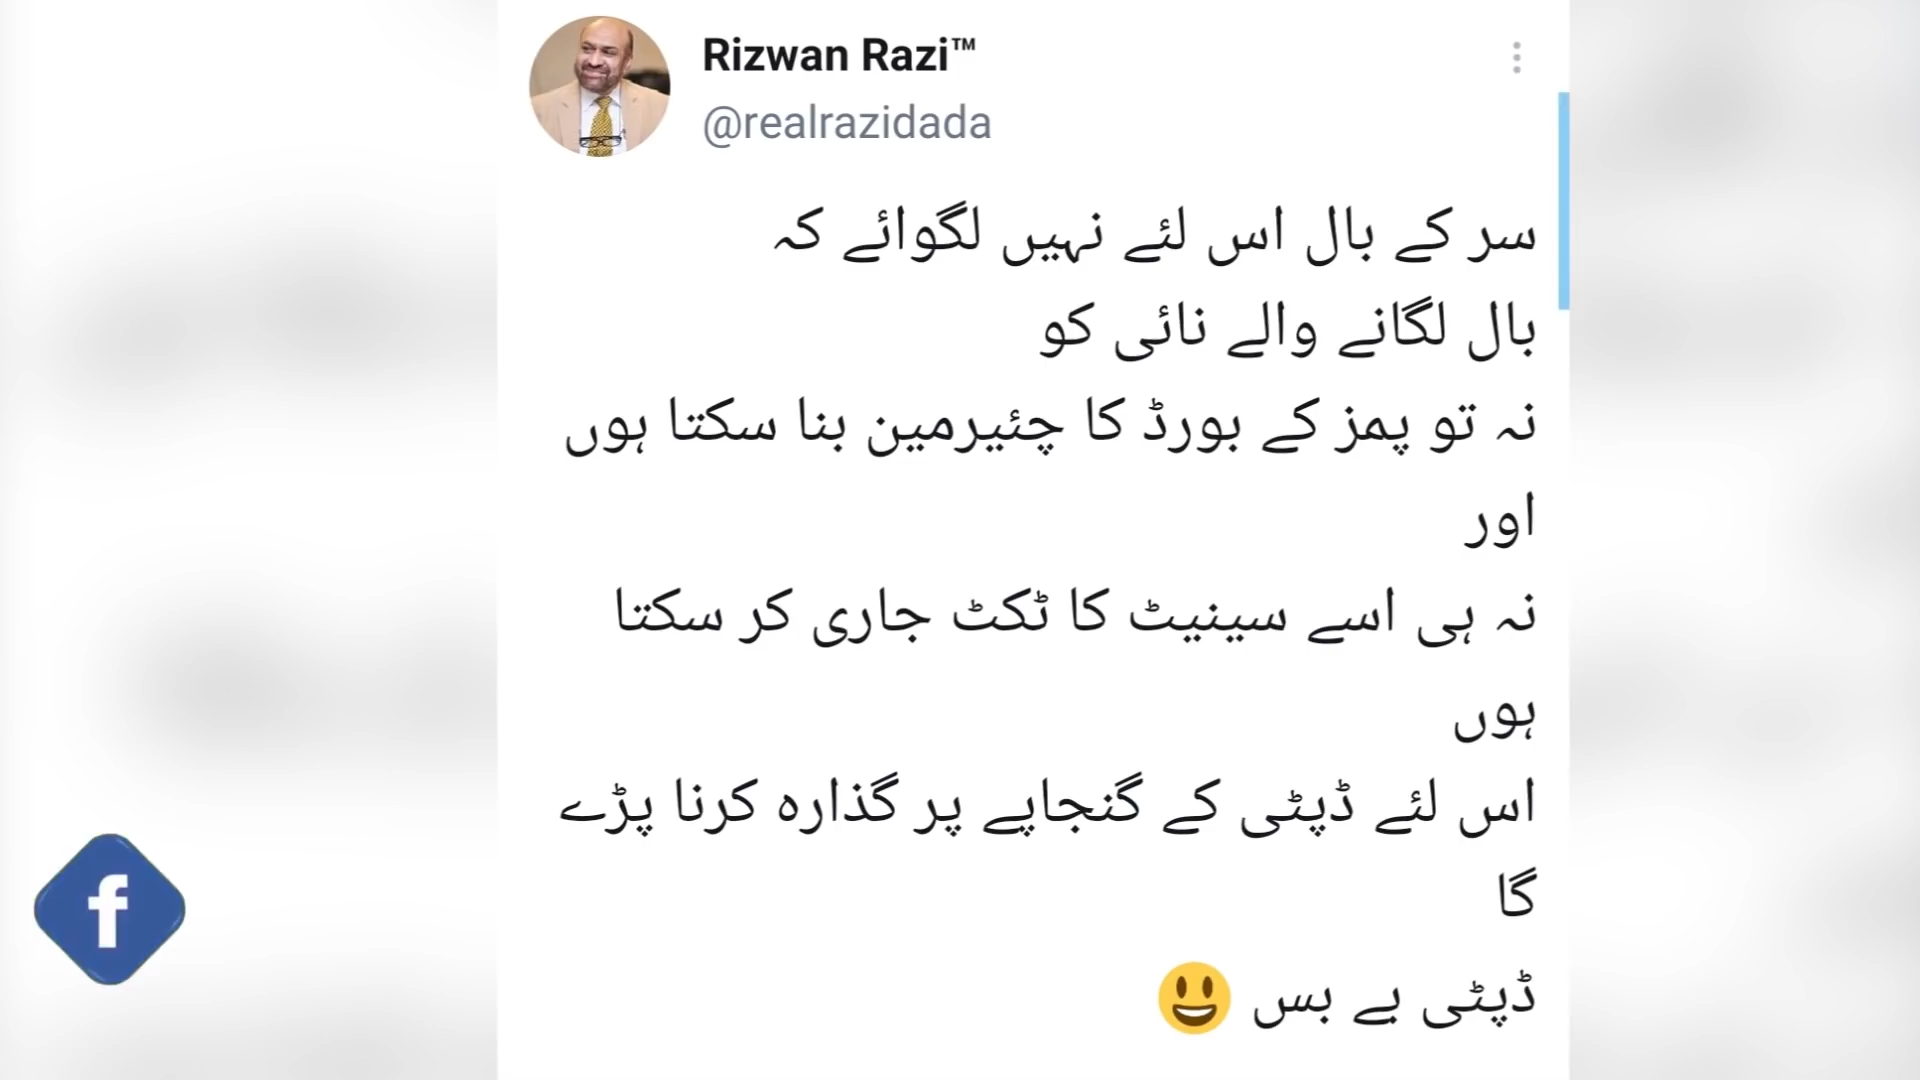 Rizwan Razi™
@realrazidada
سر کے بال اس لئے نہیں لگوائے کہ
بال لگانے والے نائی کو
نہ تو پمز کے بورڈ کا چئیرمین بنا سکتا ہوں
اور
نہ ہی اسے سینیٹ کا ٹکٹ جاری کر سکتا
ہوں
اس لئے ڈپٹی کے گنجاپے پر گذارہ کرنا پڑے
گا
ڈپٹی بے بس 😃
f